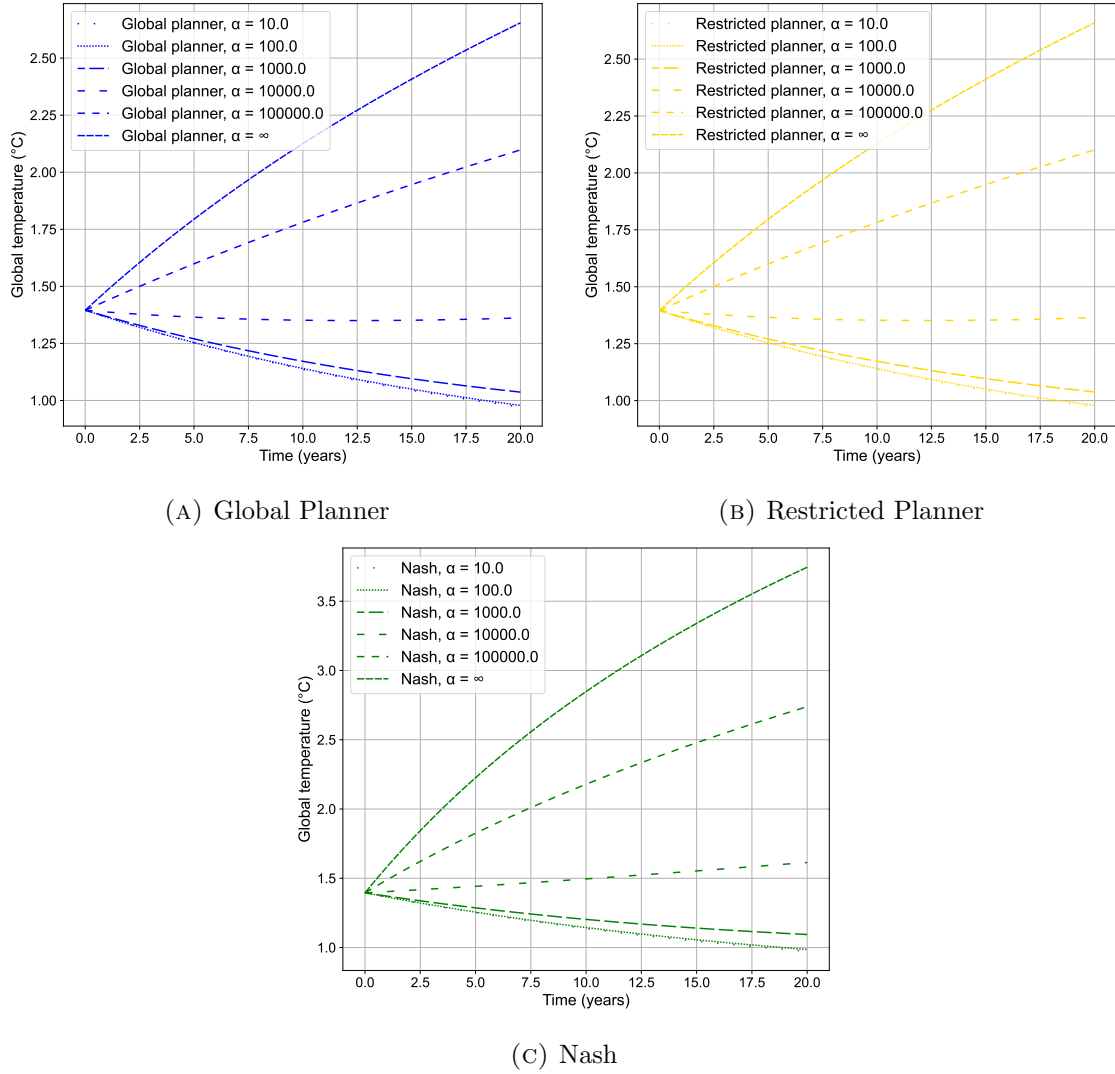 Global planner, α = 10.0
Global planner, α = 100.0
Global planner, α = 1000.0
Global planner, α = 10000.0
Global planner, α = 100000.0
Global planner, α = ∞
Global temperature (°C)
2.50
2.25
2.00
1.75
1.50
1.25
1.00
0.0 2.5 5.0 7.5 10.0 12.5 15.0 17.5 20.0
Time (years)
(A) Global Planner
Restricted planner, α = 10.0
Restricted planner, α = 100.0
Restricted planner, α = 1000.0
Restricted planner, α = 10000.0
Restricted planner, α = 100000.0
Restricted planner, α = ∞
Global temperature (°C)
2.50
2.25
2.00
1.75
1.50
1.25
1.00
0.0 2.5 5.0 7.5 10.0 12.5 15.0 17.5 20.0
Time (years)
(B) Restricted Planner
Nash, α = 10.0
Nash, α = 100.0
Nash, α = 1000.0
Nash, α = 10000.0
Nash, α = 100000.0
Nash, α = ∞
Global temperature (°C)
3.5
3.0
2.5
2.0
1.5
1.0
0.0 2.5 5.0 7.5 10.0 12.5 15.0 17.5 20.0
Time (years)
(C) Nash